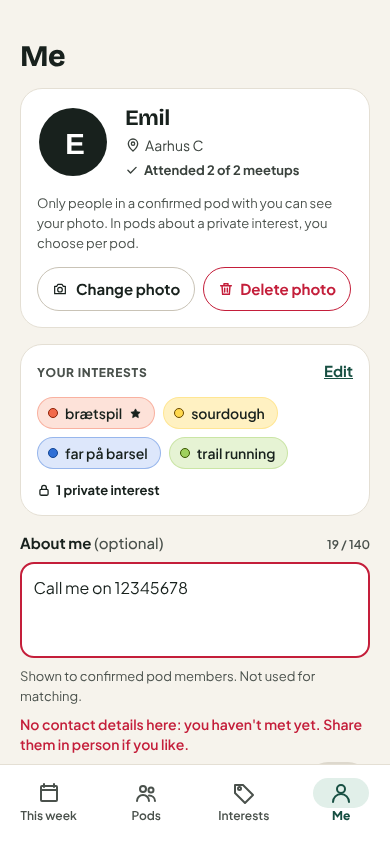 Me
E
Emil
Aarhus C
Attended 2 of 2 meetups
Only people in a confirmed pod with you can see
your photo. In pods about a private interest, you
choose per pod.
Change photo
Delete photo
YOUR INTERESTS
Edit
brætspil
sourdough
far på barsel
trail running
1 private interest
About me (optional)
19 / 140
Call me on 12345678
Shown to confirmed pod members. Not used for
matching.
No contact details here: you haven't met yet. Share
them in person if you like.
This week
Pods
Interests
Me